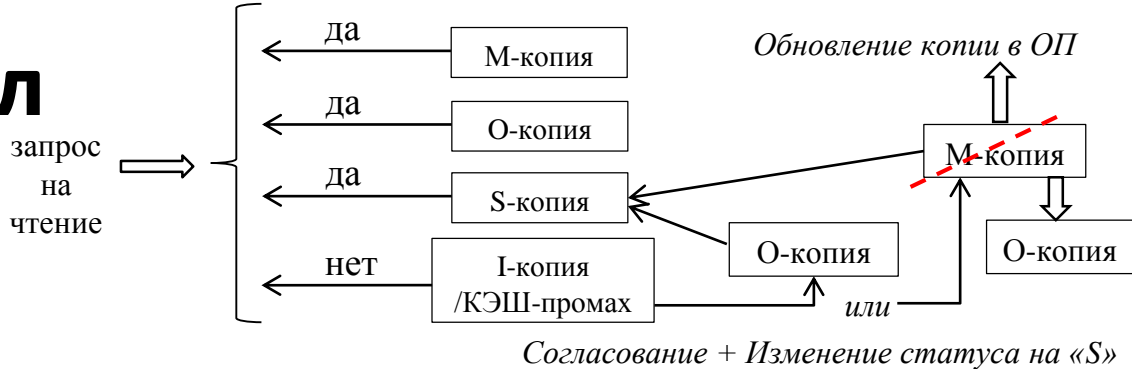 л
запрос
на
чтение
да
М-копия
да
О-копия
да
S-копия
нет
I-копия
/КЭШ-промах
О-копия
или
Обновление копии в ОП
М-копия
О-копия
Согласование + Изменение статуса на «S»